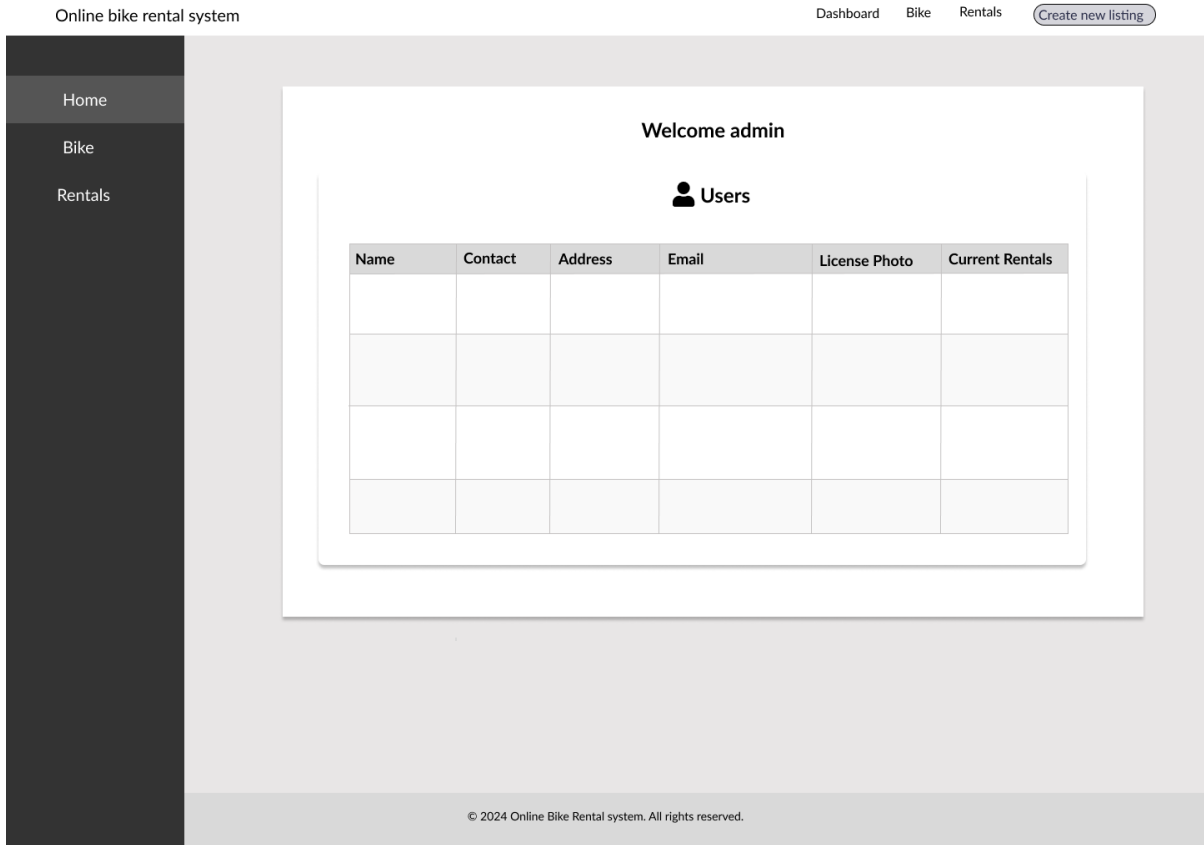 Online bike rental system
Dashboard Bike Rentals Create new listing
Home
Bike
Rentals
Welcome admin
Users
Name Contact Address Email License Photo Current Rentals
© 2024 Online Bike Rental system. All rights reserved.